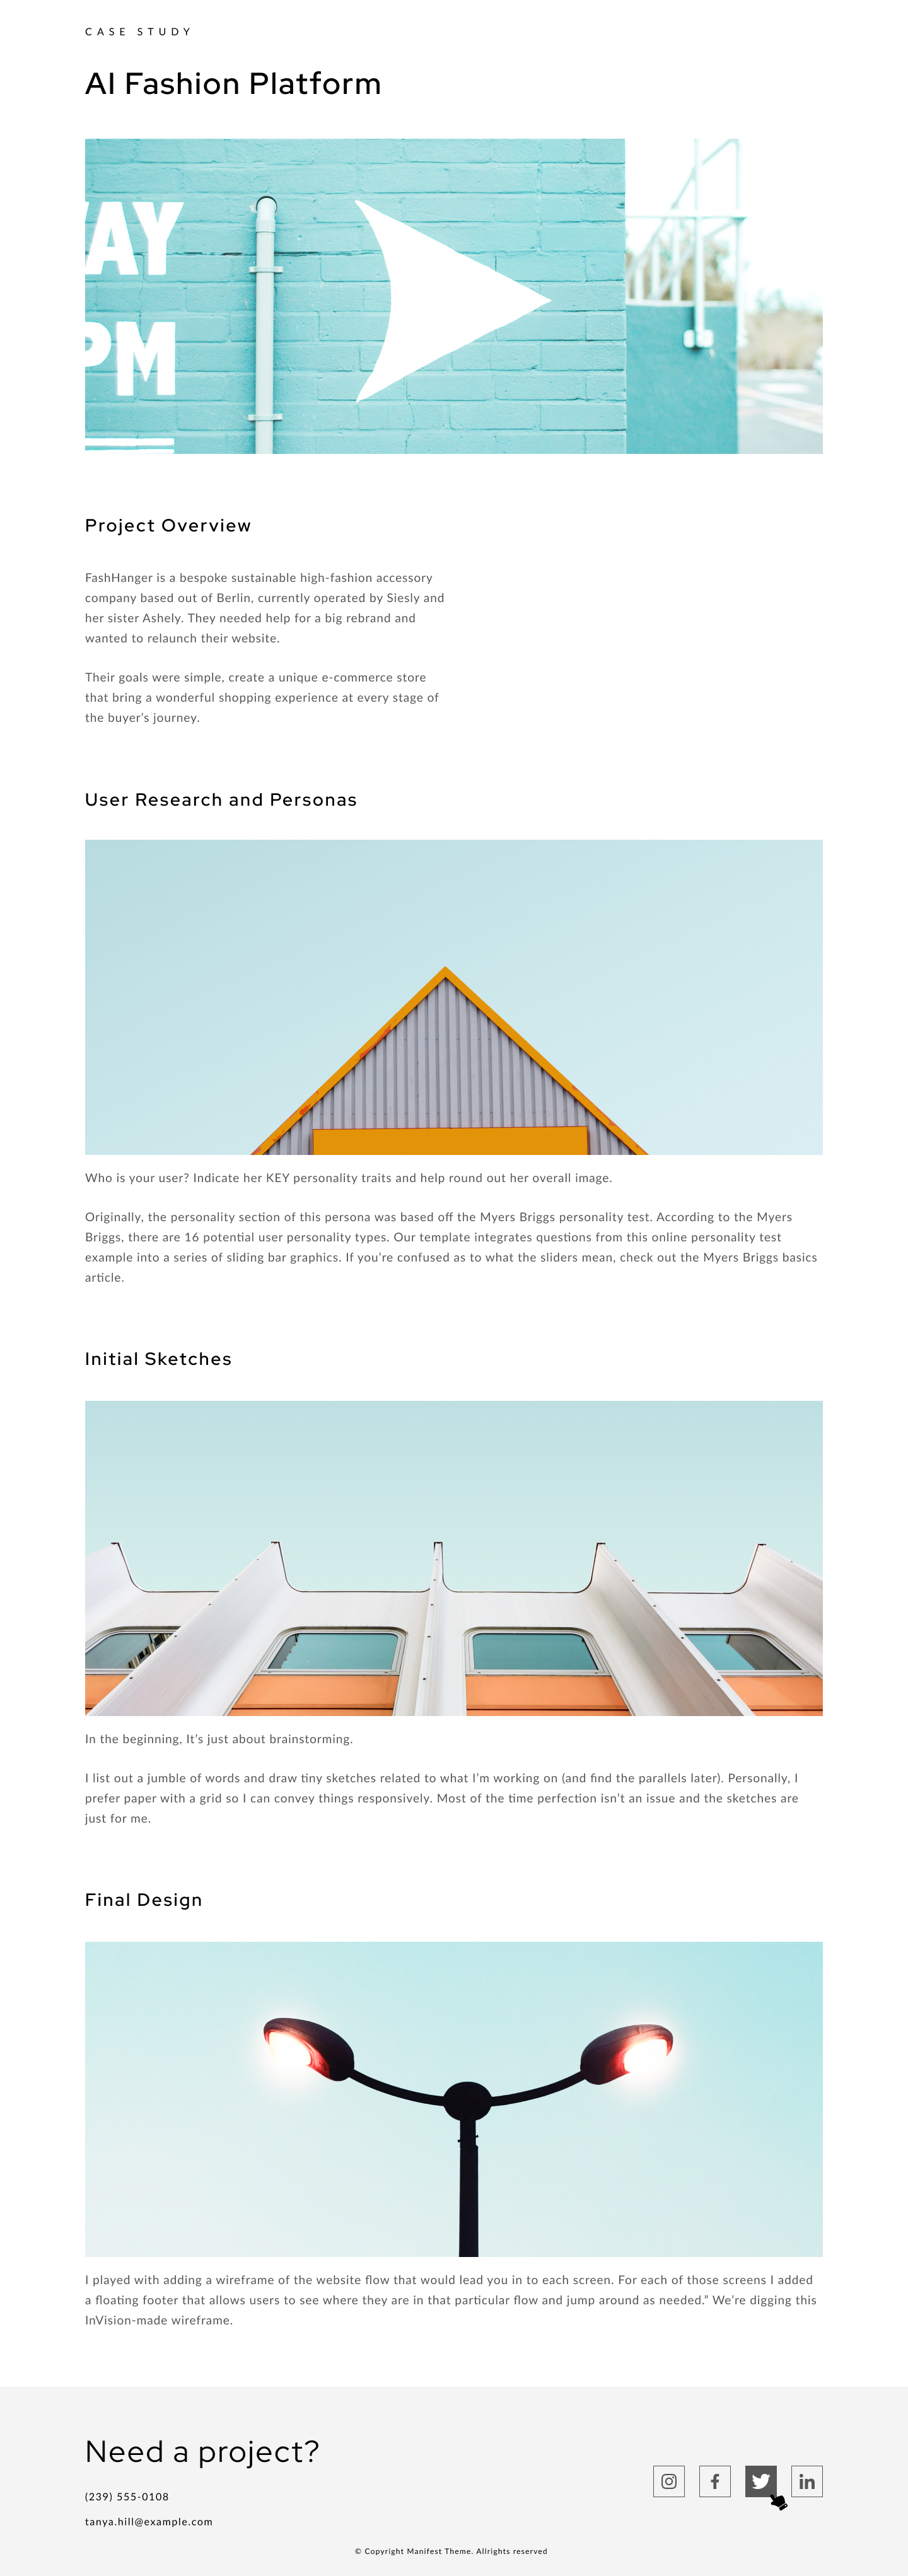 CASE STUDY
AI Fashion Platform
AY
PM
Project Overview
FashHanger is a bespoke sustainable high-fashion accessory
company based out of Berlin, currently operated by Siesly and
her sister Ashely. They needed help for a big rebrand and
wanted to relaunch their website.
Their goals were simple, create a unique e-commerce store
that bring a wonderful shopping experience at every stage of
the buyer’s journey.
User Research and Personas
Who is your user? Indicate her KEY personality traits and help round out her overall image.
Originally, the personality section of this persona was based off the Myers Briggs personality test. According to the Myers
Briggs, there are 16 potential user personality types. Our template integrates questions from this online personality test
example into a series of sliding bar graphics. If you’re confused as to what the sliders mean, check out the Myers Briggs basics
article.
Initial Sketches
In the beginning, It’s just about brainstorming.
I list out a jumble of words and draw tiny sketches related to what I’m working on (and find the parallels later). Personally, I
prefer paper with a grid so I can convey things responsively. Most of the time perfection isn’t an issue and the sketches are
just for me.
Final Design
I played with adding a wireframe of the website flow that would lead you in to each screen. For each of those screens I added
a floating footer that allows users to see where they are in that particular flow and jump around as needed.” We’re digging this
InVision-made wireframe.
Need a project?
(239) 555-0108
tanya.hill@example.com
© Copyright Manifest Theme. Allrights reserved